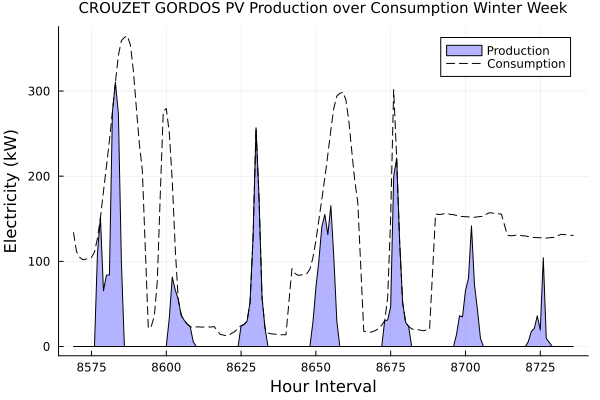 CROUZET GORDOS PV Production over Consumption Winter Week
Production
Consumption
Electricity (kW)
300
200
100
0
8575 8600 8625 8650 8675 8700 8725
Hour Interval